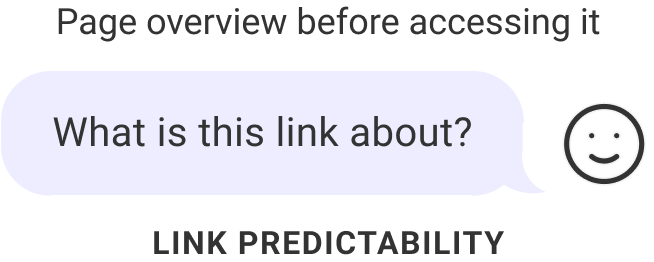 Page overview before accessing it
What is this link about?
LINK PREDICTABILITY